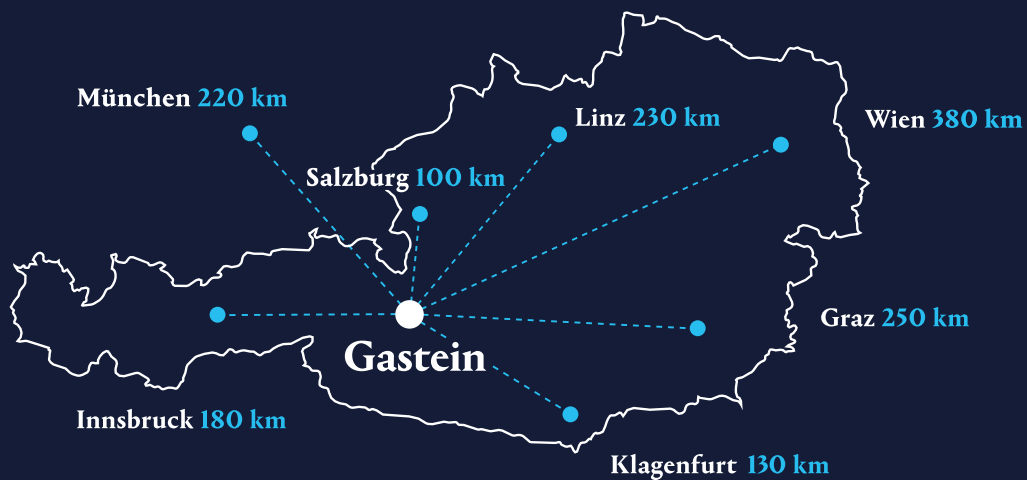 München 220 km
Linz 230 km
Wien 380 km
Salzburg 100 km
Graz 250 km
Gastein
Innsbruck 180 km
Klagenfurt 130 km